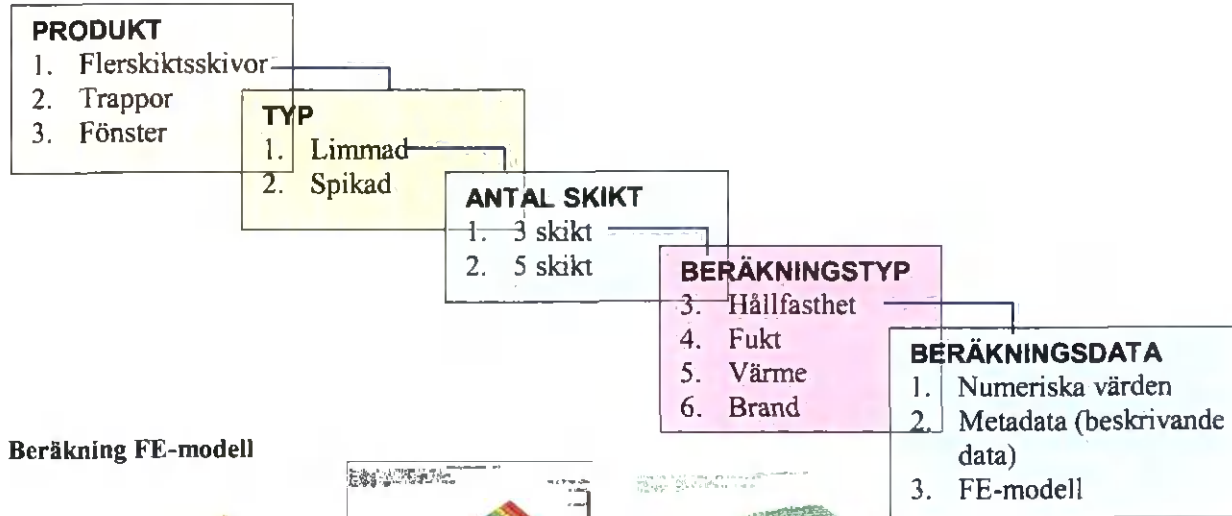 PRODUKT
1. Flerskiktsskivor
2. Trappor
3. Fönster
TYP
1. Limmad
2. Spikad
ANTAL SKIKT
1. 3 skikt
2. 5 skikt
BERÄKNINGSTYP
3. Hållfasthet
4. Fukt
5. Värme
6. Brand
BERÄKNINGSDATA
1. Numeriska värden
2. Metadata (beskrivande
data)
3. FE-modell
Beräkning FE-modell